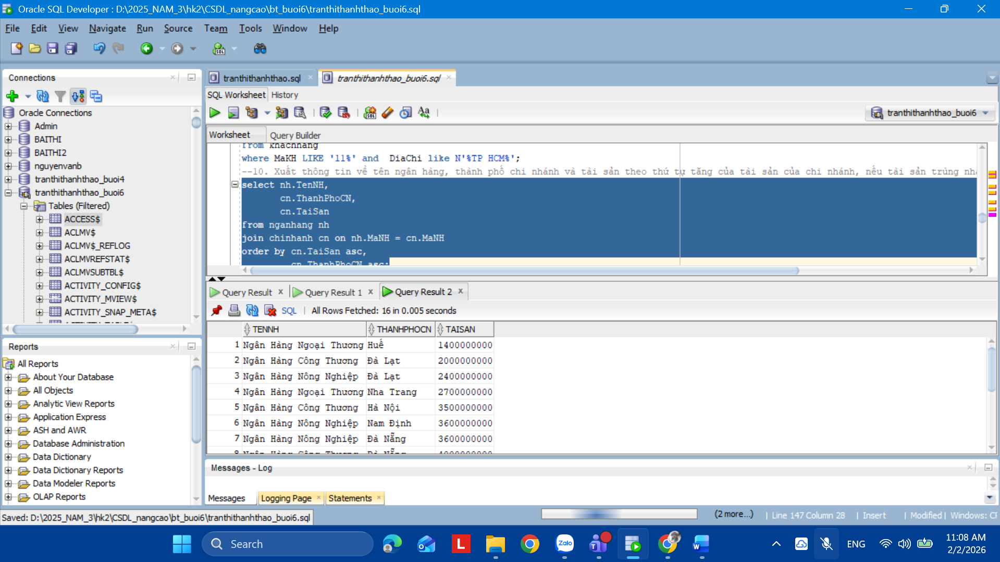 Oracle SQL Developer : D:\2025_NAM_3\hk2\CSDL_nangcao\bt_buoi6\tranthithanhthao_buoi6.sql
File Edit View Navigate Run Source Team Tools Window Help
Connections
Oracle Connections
Admin
BAITHI
BAITHI2
nguyenvanb
tranthithanhthao_buoi4
tranthithanhthao_buoi6
Tables (Filtered)
ACCESS$
ACLMV$
ACLMV$_REFLOG
ACLMVREFSTAT$
ACLMVSUBTBL$
ACTIVITY_CONFIG$
ACTIVITY_MVIEW$
ACTIVITY_SNAP_META$
Reports
All Reports
About Your Database
All Objects
Analytic View Reports
Application Express
ASH and AWR
Database Administration
Data Dictionary
Data Dictionary Reports
Data Modeler Reports
OLAP Reports
tranthithanhthao.sql tranthithanhthao_buoi6.sql
SQL Worksheet History
tranthithanhthao_buoi6
Worksheet Query Builder
from khachhang
where MaKH LIKE '11%' and DiaChi like N'%TP HCM%';
--10. Xuất thông tin về tên ngân hàng, thành phố chi nhánh và tài sản theo thứ tự tăng của tài sản của chi nhánh, nếu tài sản trùng
select nh.TenNH,
cn.ThanhPhoCN,
cn.TaiSan
from nganhang nh
join chinhanh cn on nh.MaNH = cn.MaNH
order by cn.TaiSan asc,
cn.ThanhPhoCN asc;
Query Result Query Result 1 Query Result 2
SQL All Rows Fetched: 16 in 0.005 seconds
TENNH THANHPHOCN TAISAN
1 Ngân Hàng Ngoại Thương Huế 1400000000
2 Ngân Hàng Công Thương Đà Lạt 2000000000
3 Ngân Hàng Nông Nghiệp Đà Lạt 2400000000
4 Ngân Hàng Ngoại Thương Nha Trang 2700000000
5 Ngân Hàng Công Thương Hà Nội 3500000000
6 Ngân Hàng Nông Nghiệp Nam Định 3600000000
7 Ngân Hàng Nông Nghiệp Đà Nẵng 3600000000
8 Ngân Hàng Công Thương Đà Nẵng 4000000000
Messages - Log
Messages Logging Page Statements
Saved: D:\2025_NAM_3\hk2\CSDL_nangcao\bt_buoi6\tranthithanhthao_buoi6.sql
(2 more...) | Line 147 Column 28 | Insert | Modified | Windows:
Search
L
Zalo
ENG
11:08 AM
2/2/2026